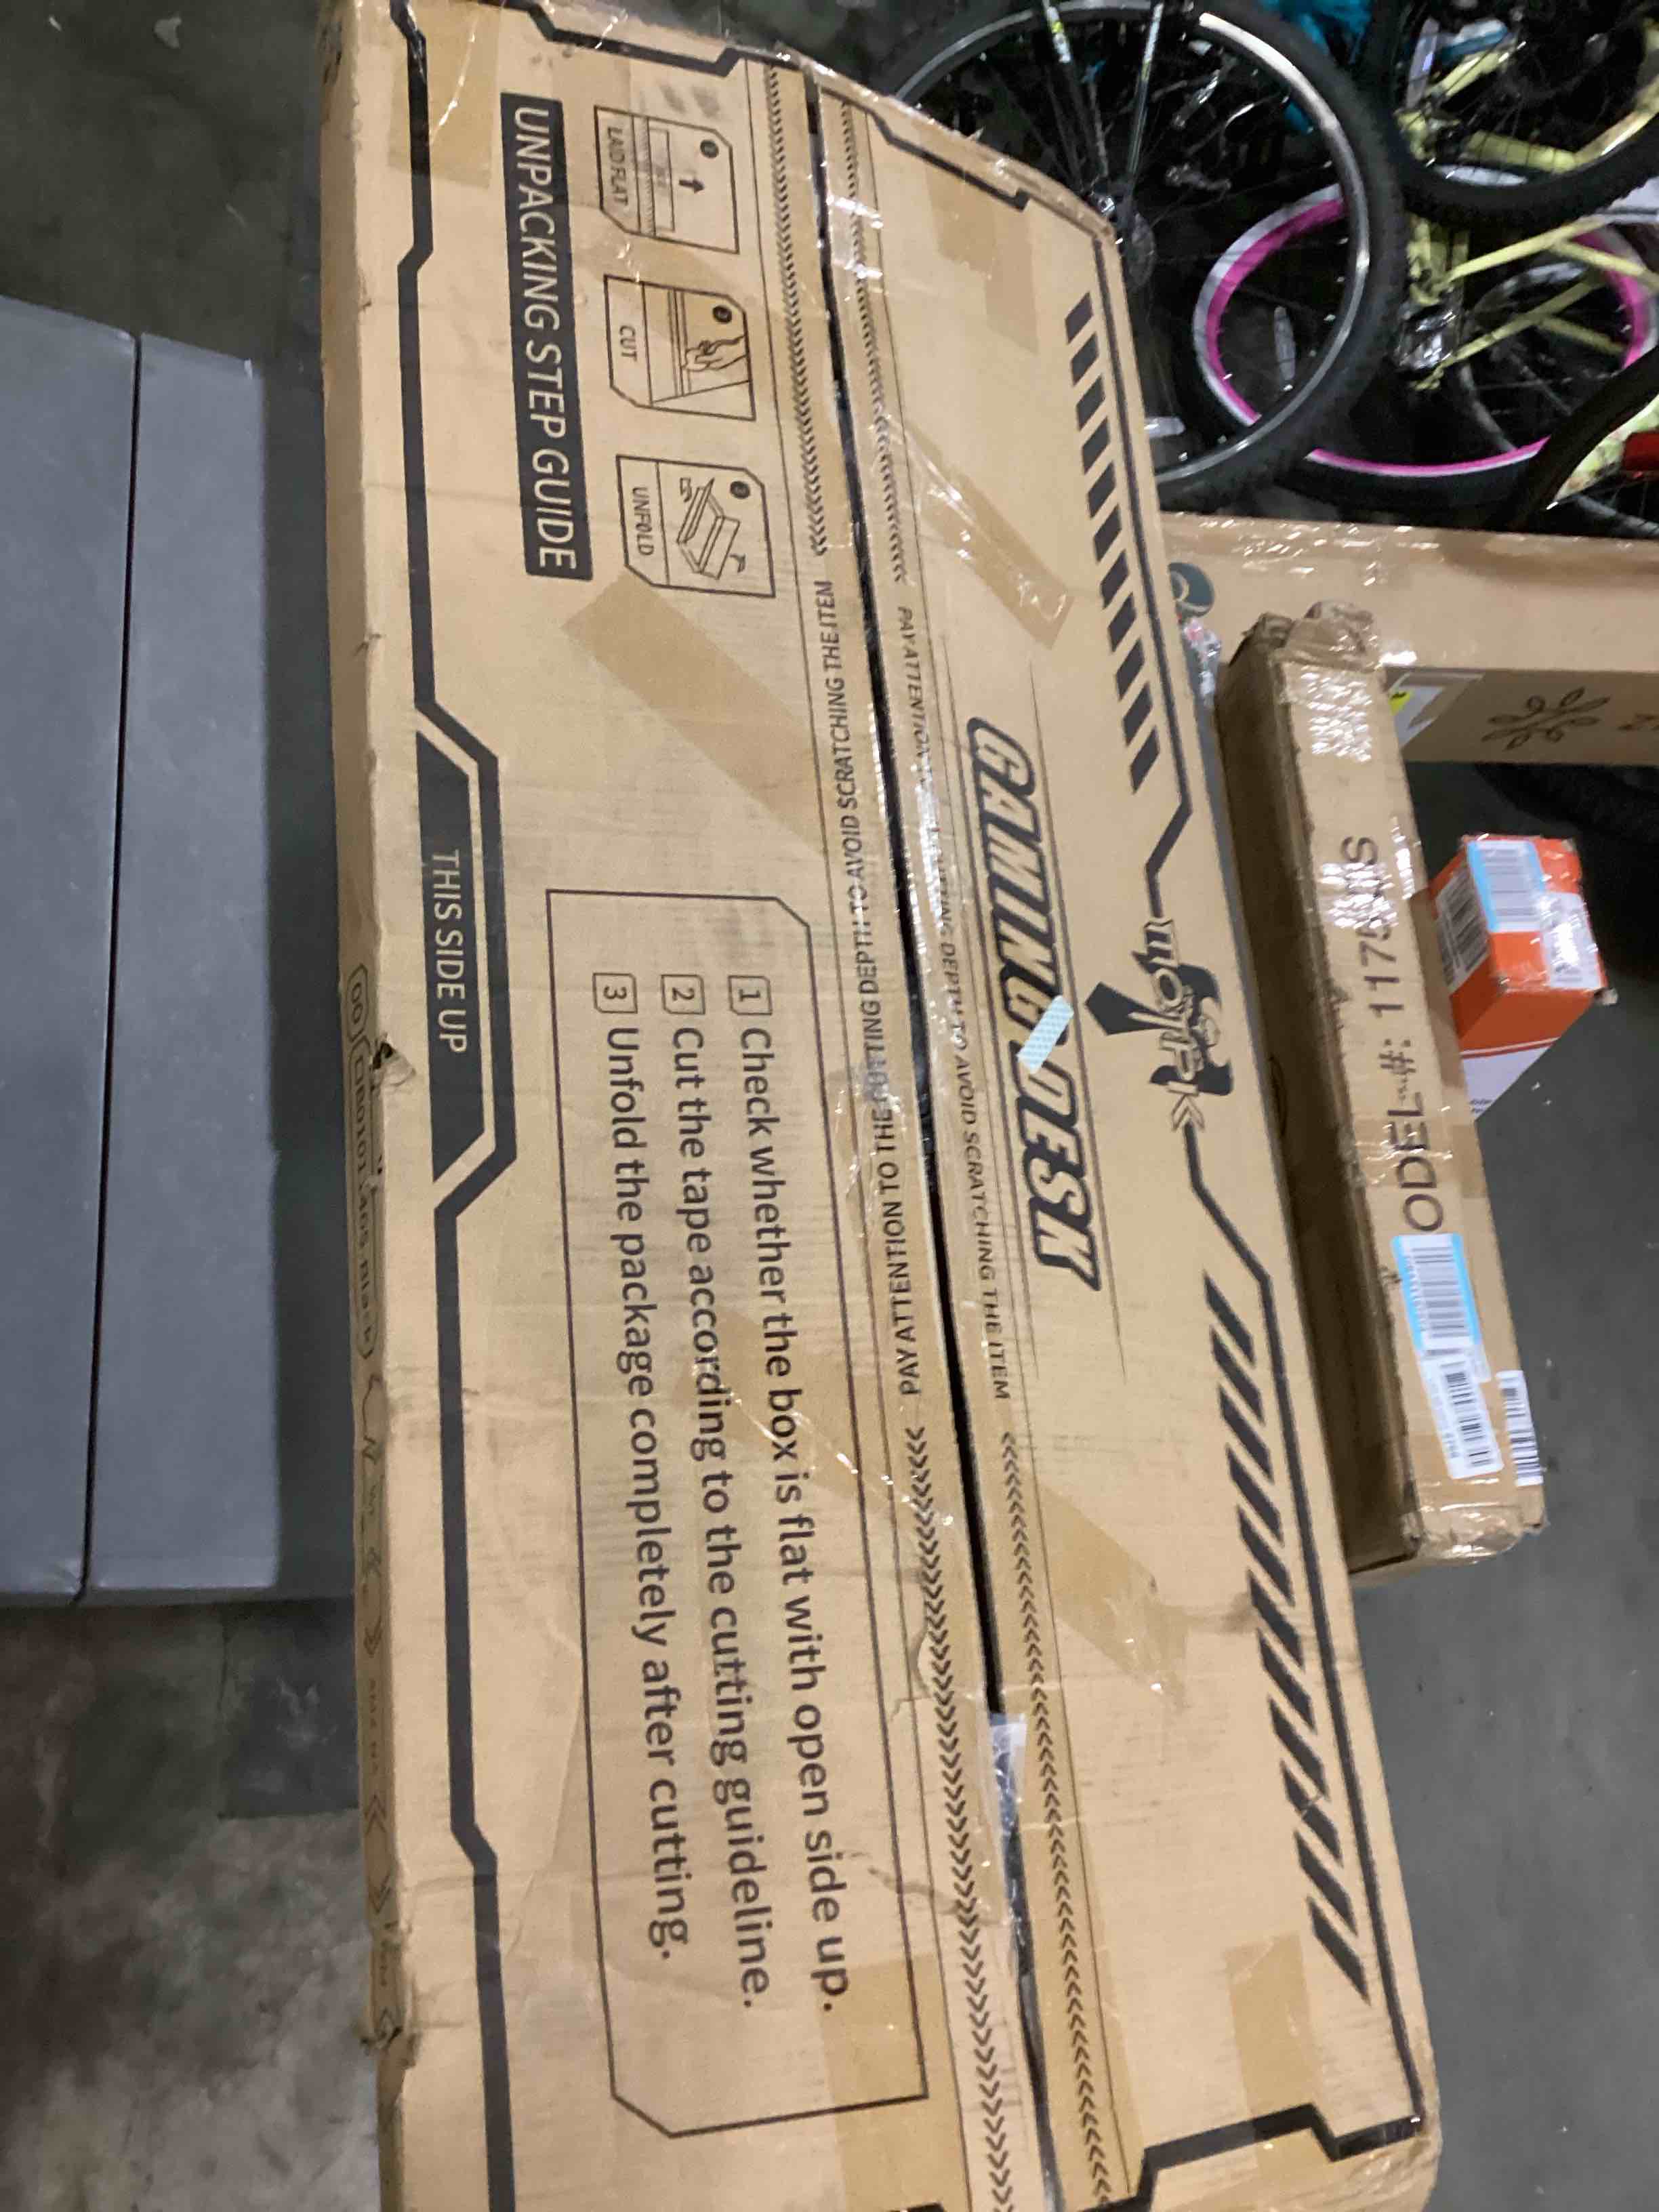 GAMING DESK
PAY ATTENTION TO THE CUTTING DEPTH TO AVOID SCRATCHING THE ITEM
PAY ATTENTION TO THE CUTTING DEPTH TO AVOID SCRATCHING THE ITEM
1 LAID FLAT
2 CUT
3 UNFOLD
UNPACKING STEP GUIDE
1 Check whether the box is flat with open side up.
2 Cut the tape according to the cutting guideline.
3 Unfold the package completely after cutting.
THIS SIDE UP